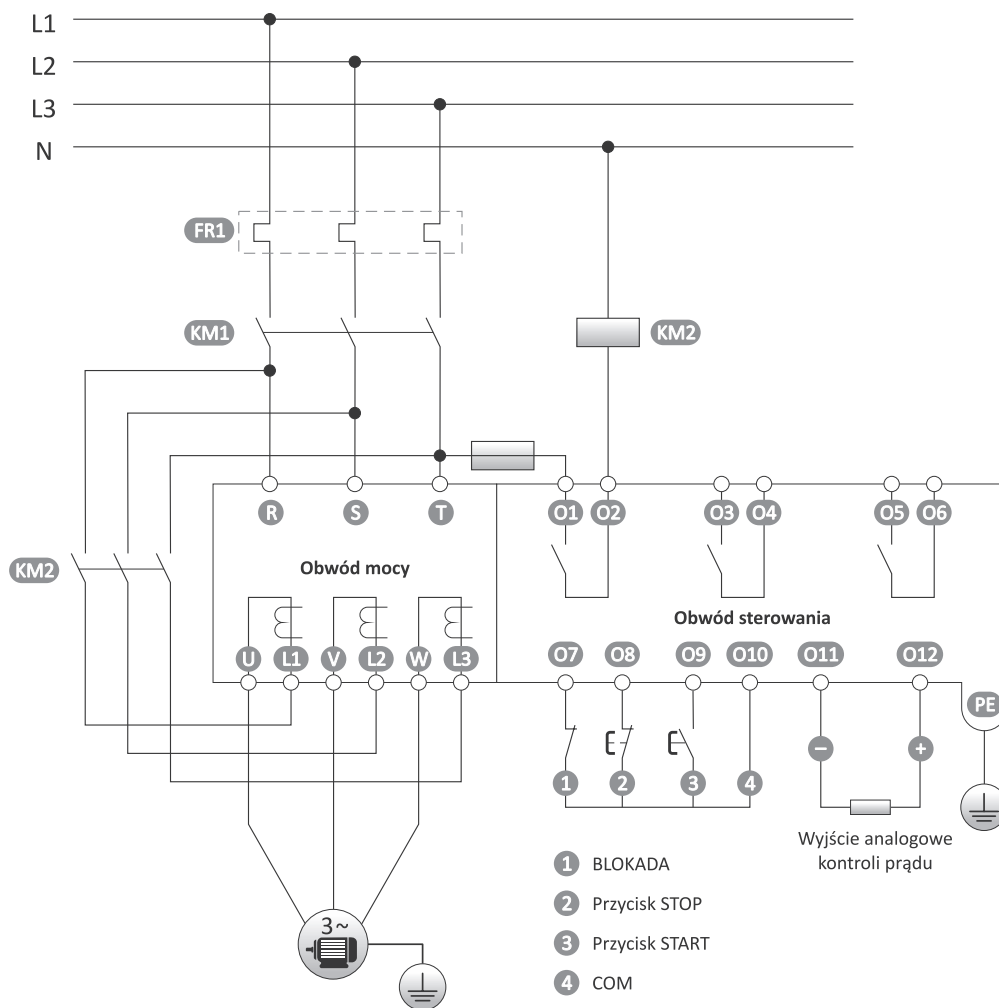 L1
L2
L3
N
FR1
KM1
KM2
R
S
T
O1
O2
O3
O4
O5
O6
KM2
Obwód mocy
Obwód sterowania
U
L1
V
L2
W
L3
O7
O8
O9
O10
O11
O12
PE
−
+
1
2
3
4
Wyjście analogowe
kontroli prądu
1 BLOKADA
2 Przycisk STOP
3 Przycisk START
4 COM
3~